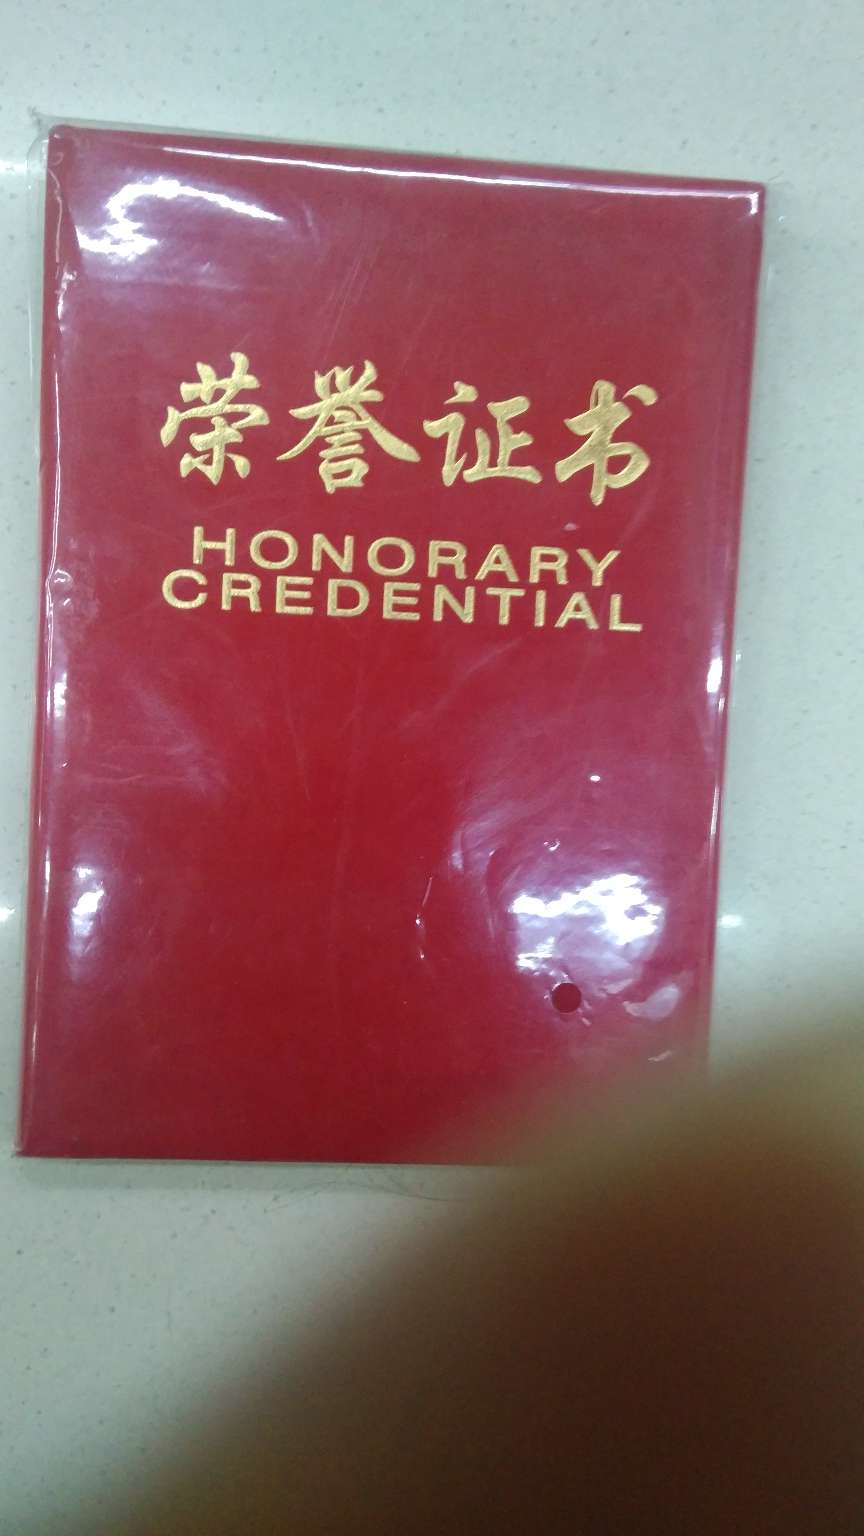 荣誉证书
HONORARY
CREDENTIAL